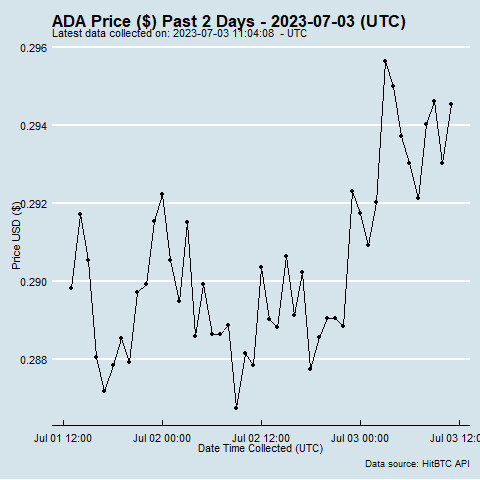 ADA Price ($) Past 2 Days - 2023-07-03 (UTC)
Latest data collected on: 2023-07-03 11:04:08  - UTC
0.296
0.294
0.292
0.290
0.288
Price USD ($)
Jul 01 12:00
Jul 02 00:00
Jul 02 12:00
Jul 03 00:00
Jul 03 12:00
Date Time Collected (UTC)
Data source: HitBTC API